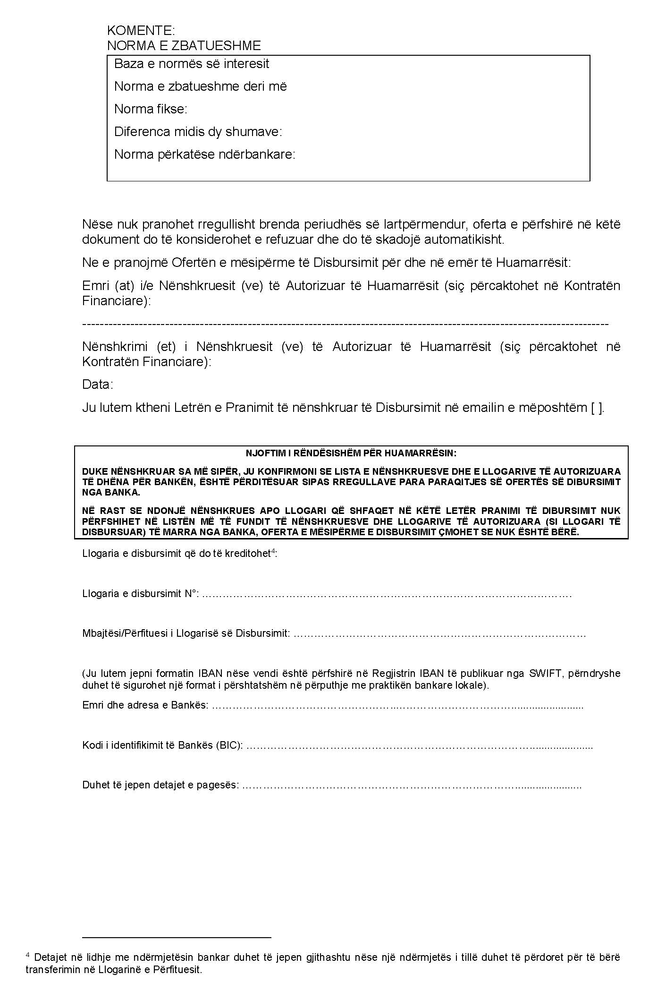 KOMENTE:
NORMA E ZBATUESHME
Baza e normës së interesit
Norma e zbatueshme deri më
Norma fikse:
Diferenca midis dy shumave:
Norma përkatëse ndërbankare:
Nëse nuk pranohet rregullisht brenda periudhës së lartpërmendur, oferta e përfshirë në këtë
dokument do të konsiderohet e refuzuar dhe do të skadojë automatikisht.
Ne e pranojmë Ofertën e mësipërme të Disbursimit për dhe në emër të Huamarrësit:
Emri (at) i/e Nënshkruesit (ve) të Autorizuar të Huamarrësit (siç përcaktohet në Kontratën
Financiare):
-----------------------------------------------------------------------------------------------------------------------------
Nënshkrimi (et) i Nënshkruesit (ve) të Autorizuar të Huamarrësit (siç përcaktohet në
Kontratën Financiare):
Data:
Ju lutem ktheni Letrën e Pranimit të nënshkruar të Disbursimit në emailin e mëposhtëm [ ].
NJOFTIM I RËNDËSISHËM PËR HUAMARRËSIN:
DUKE NËNSHKRUAR SA MË SIPËR, JU KONFIRMONI SE LISTA E NËNSHKRUESVE DHE E LLOGARIVE TË AUTORIZUARA
TË DHËNA PËR BANKËN, ËSHTË PËRDITËSUAR SIPAS RREGULLAVE PARA PARAQITJES SË OFERTËS SË DIBURSIMIT
NGA BANKA.
NË RAST SE NDONJË NËNSHKRUES APO LLOGARI QË SHFAQET NË KËTË LETËR PRANIMI TË DIBURSIMIT NUK
PËRFSHIHET NË LISTËN MË TË FUNDIT TË NËNSHKRUESVE DHE LLOGARIVE TË AUTORIZUARA (SI LLOGARI TË
DISBURSUAR) TË MARRA NGA BANKA, OFERTA E MËSIPËRME E DISBURSIMIT ÇMOHET SE NUK ËSHTË BËRË.
Llogaria e disbursimit që do të kreditohet4:
Llogaria e disbursimit N°: …………………………………………………………………………………………….
Mbajtësi/Përfituesi i Llogarisë së Disbursimit: …………………………………………………………………………
(Ju lutem jepni formatin IBAN nëse vendi është përfshirë në Regjistrin IBAN të publikuar nga SWIFT, përndryshe
duhet të sigurohet një format i përshtatshëm në përputhje me praktikën bankare lokale).
Emri dhe adresa e Bankës: ……………………………………………..……………………………........................
Kodi i identifikimit të Bankës (BIC): ………………………………………………………………………......................
Duhet të jepen detajet e pagesës: ……………………………………………………………………......................
4 Detajet në lidhje me ndërmjetësin bankar duhet të jepen gjithashtu nëse një ndërmjetës i tillë duhet të përdoret për të bërë
transferimin në Llogarinë e Përfituesit.